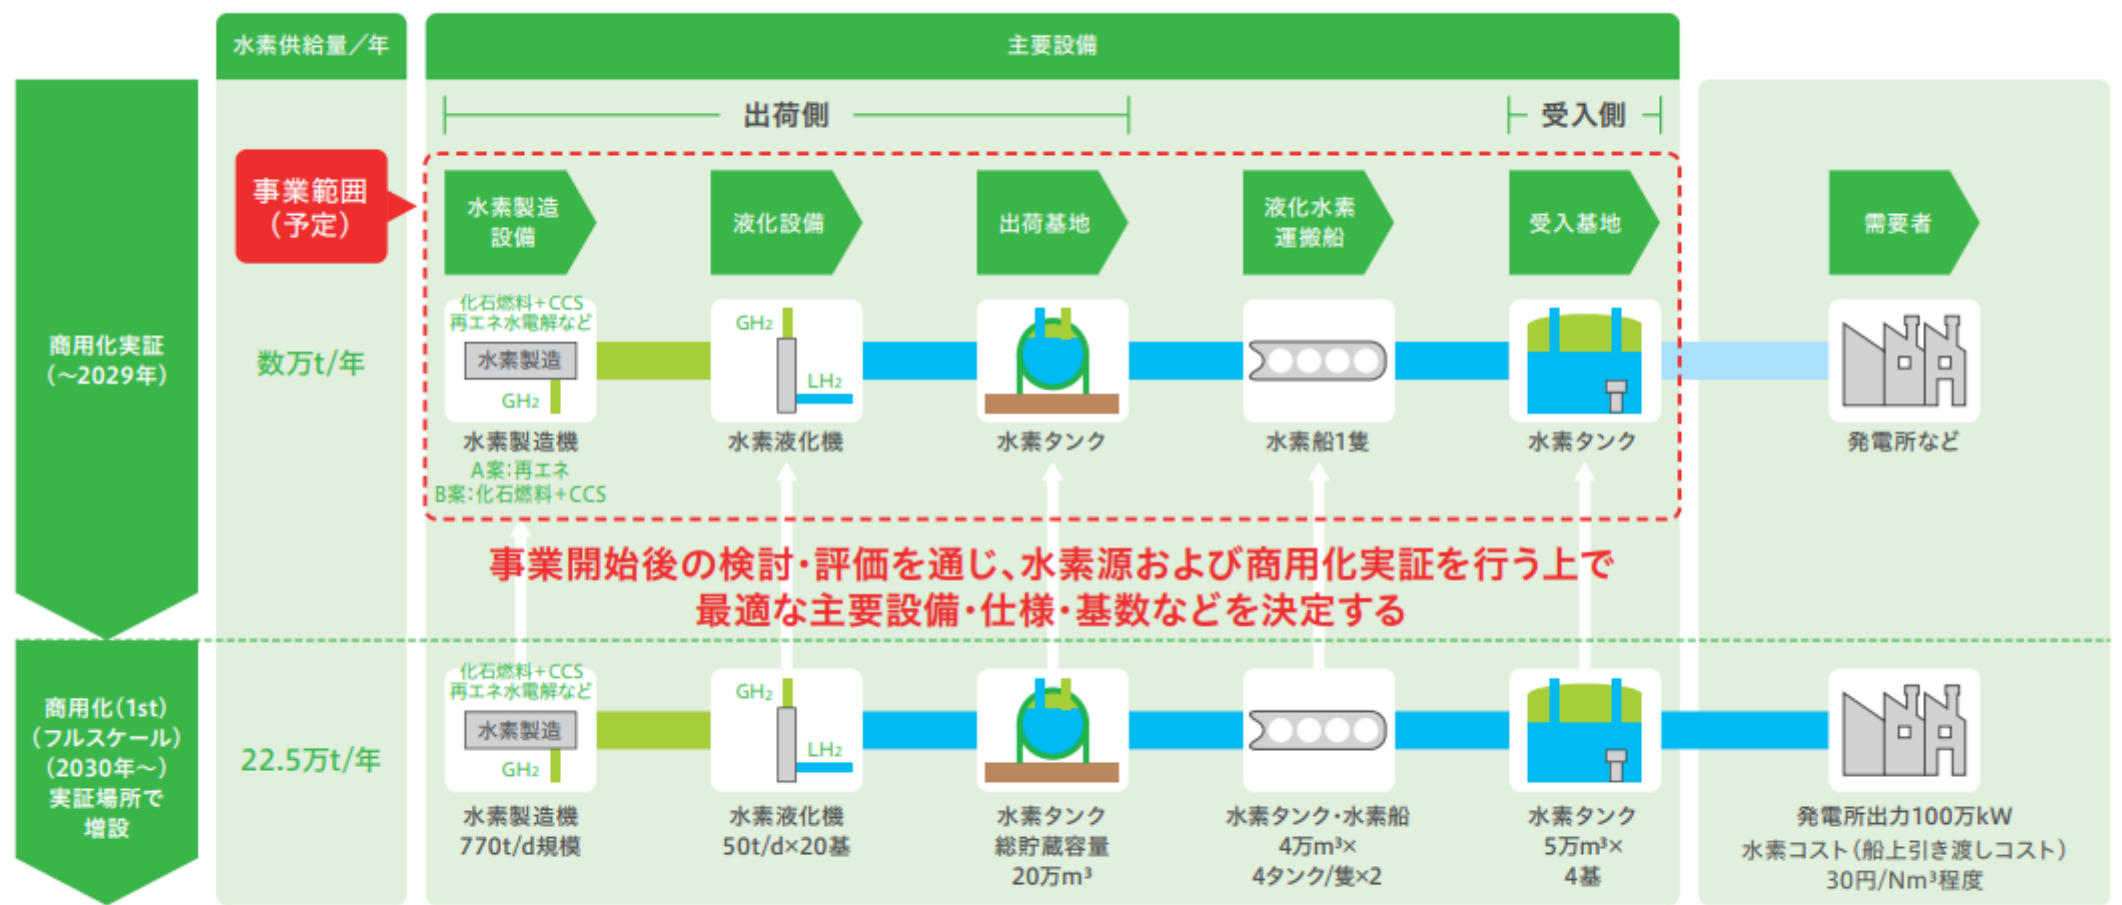 水素供給量／年
主要設備
出荷側
受入側
事業範囲
（予定）
水素製造
設備
液化設備
出荷基地
液化水素
運搬船
受入基地
需要者
商用化実証
（～2029年）
数万t/年
化石燃料+CCS
再エネ水電解など
水素製造
GH₂
水素製造機
A案：再エネ
B案：化石燃料+CCS
GH₂
LH₂
水素液化機
水素タンク
水素船1隻
水素タンク
発電所など
事業開始後の検討・評価を通じ、水素源および商用化実証を行う上で
最適な主要設備・仕様・基数などを決定する
商用化（1st）
（フルスケール）
（2030年～）
実証場所で
増設
22.5万t/年
化石燃料+CCS
再エネ水電解など
水素製造
GH₂
水素製造機
770t/d規模
GH₂
LH₂
水素液化機
50t/d×20基
水素タンク
総貯蔵容量
20万m³
水素タンク・水素船
4万m³×
4タンク/隻×2
水素タンク
5万m³×
4基
発電所出力100万kW
水素コスト（船上引き渡しコスト）
30円/Nm³程度